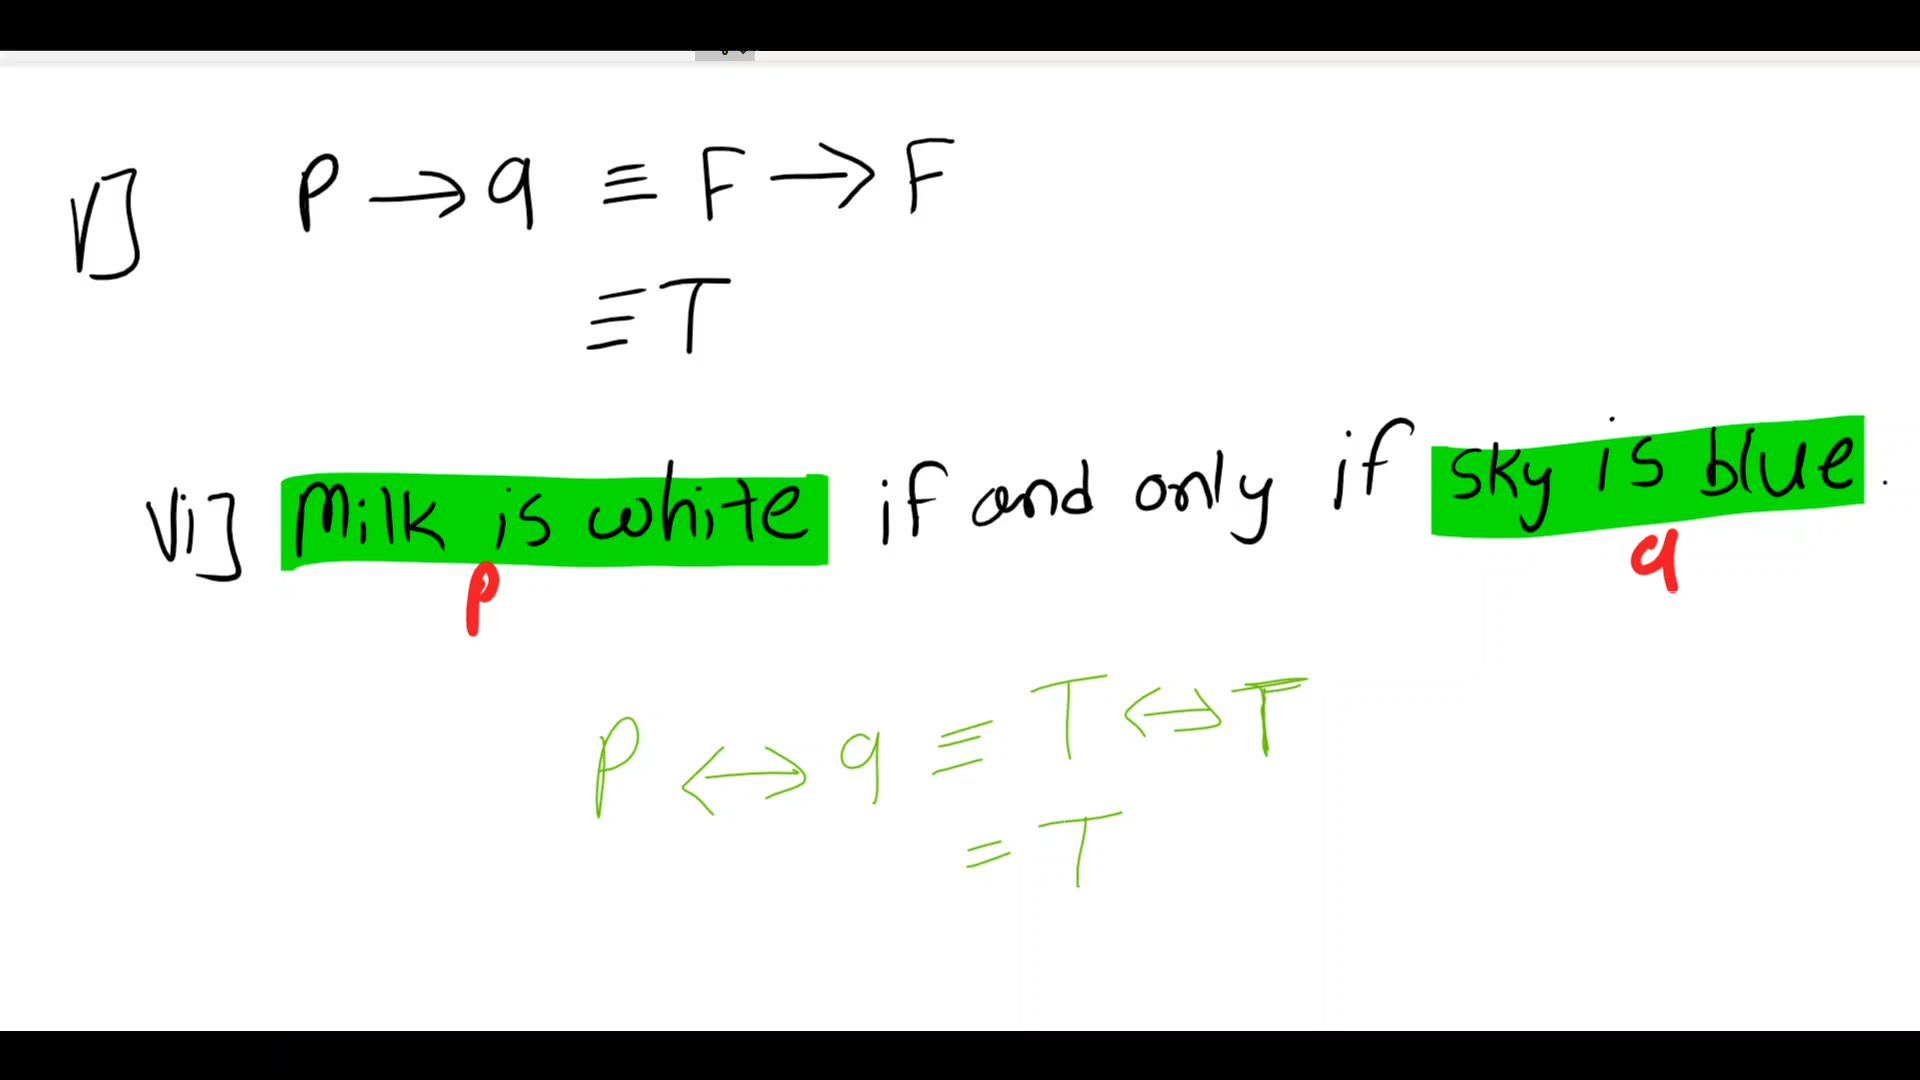 V] P → q ≡ F → F
≡ T
Vi] Milk is white if and only if sky is blue.
p q
P ↔ q ≡ T ↔ T
= T